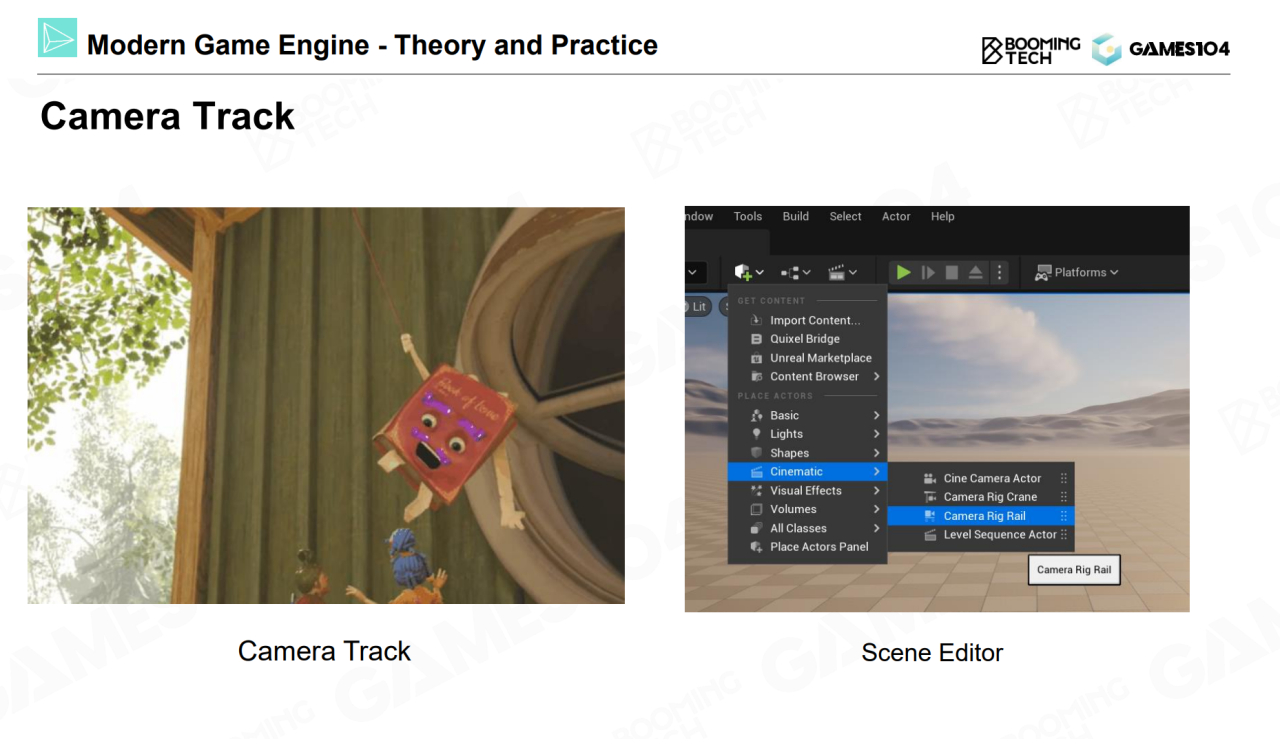 Modern Game Engine - Theory and Practice
BOOMING
TECH
GAMES104
Camera Track
Book of Love
Camera Track
ndow Tools Build Select Actor Help
Platforms
Lit
GET CONTENT
Import Content...
Quixel Bridge
Unreal Marketplace
Content Browser
PLACE ACTORS
Basic
Lights
Shapes
Cinematic
Visual Effects
Volumes
All Classes
Place Actors Panel
Cine Camera Actor
Camera Rig Crane
Camera Rig Rail
Level Sequence Actor
Camera Rig Rail
Scene Editor